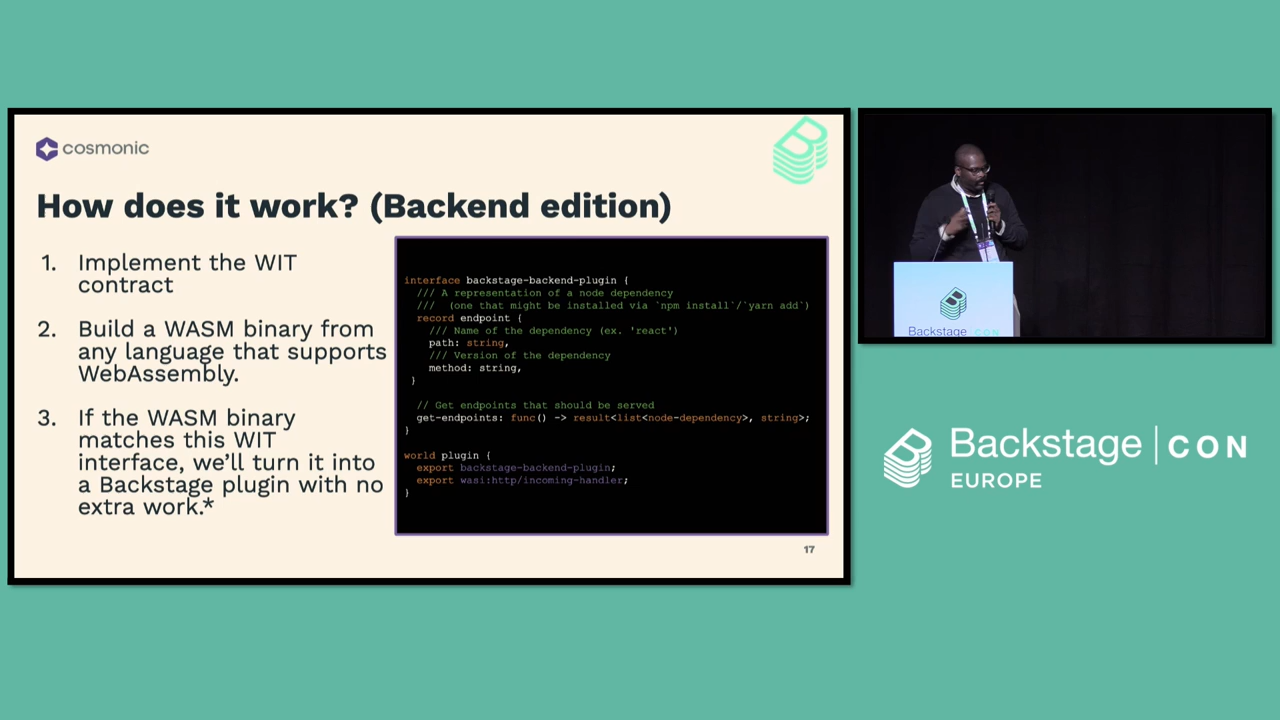 cosmonic
How does it work? (Backend edition)
1. Implement the WIT
contract
2. Build a WASM binary from
any language that supports
WebAssembly.
3. If the WASM binary
matches this WIT
interface, we’ll turn it into
a Backstage plugin with no
extra work.*
interface backstage-backend-plugin {
/// A representation of a node dependency
/// (one that might be installed via `npm install`/`yarn add`)
record endpoint {
/// Name of the dependency (ex. 'react')
path: string,
/// Version of the dependency
method: string,
}
// Get endpoints that should be served
get-endpoints: func() -> result<list<node-dependency>, string>;
}
world plugin {
export backstage-backend-plugin;
export wasi:http/incoming-handler;
}
17
Backstage CON
Backstage | CON
EUROPE